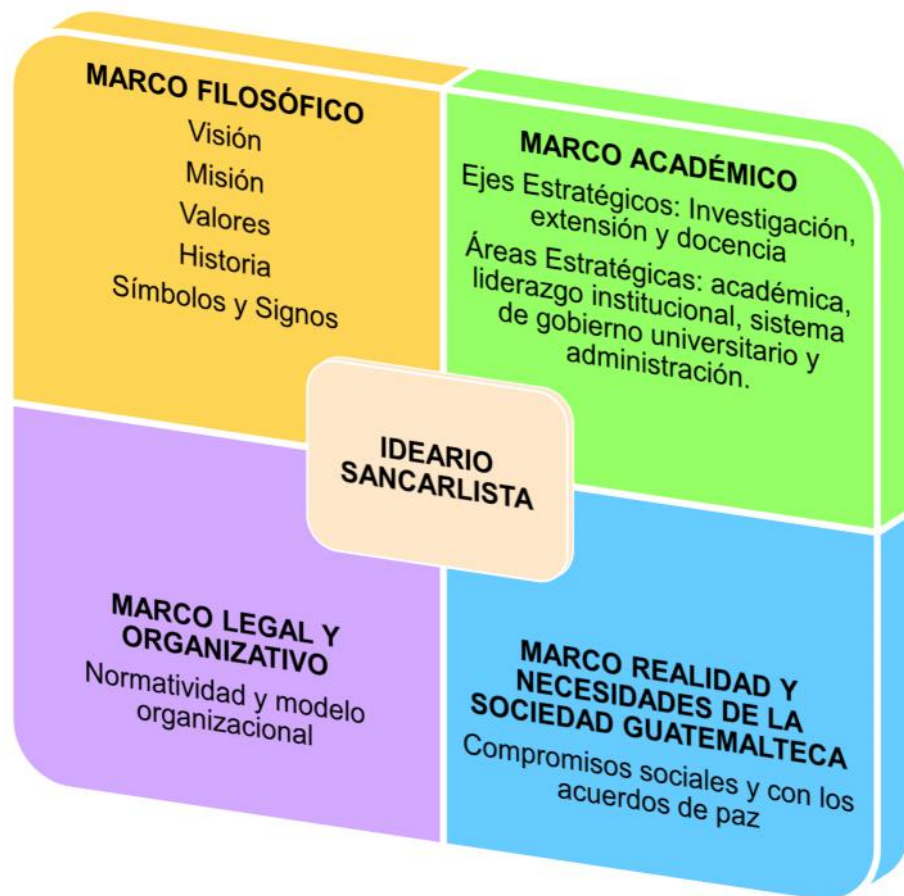 MARCO FILOSÓFICO
Visión
Misión
Valores
Historia
Símbolos y Signos
MARCO ACADÉMICO
Ejes Estratégicos: Investigación,
extensión y docencia
Áreas Estratégicas: académica,
liderazgo institucional, sistema
de gobierno universitario y
administración.
IDEARIO
SANCARLISTA
MARCO LEGAL Y
ORGANIZATIVO
Normatividad y modelo
organizacional
MARCO REALIDAD Y
NECESIDADES DE LA
SOCIEDAD GUATEMALTECA
Compromisos sociales y con los
acuerdos de paz